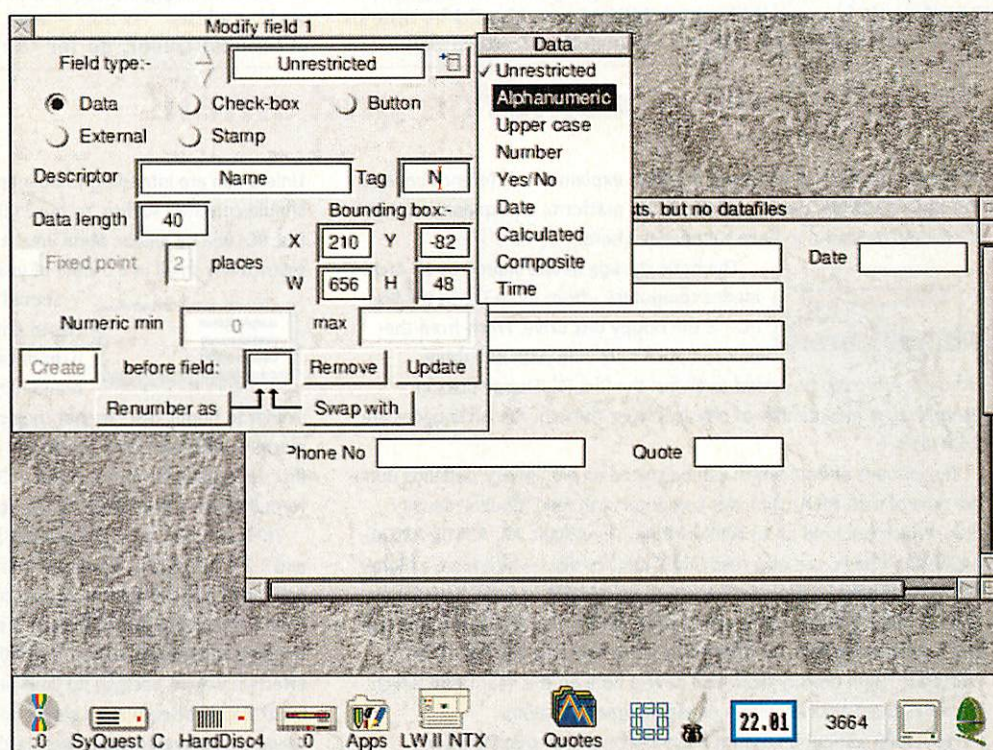 Modify field 1
Field type:- Unrestricted
Data Check-box Button
External Stamp
Descriptor Name Tag N
Data length 40 Bounding box:-
X 210 Y -82
Fixed point 2 places
W 656 H 48
Numeric min 0 max
Create before field: Remove Update
Renumber as Swap with
Data
✓ Unrestricted
Alphanumeric
Upper case
Number
Yes/No
Date
Calculated
Composite
Time
sts, but no datafiles
Date
Phone No Quote
:0 SyQuest_C HardDisc4 :0 Apps LW II NTX Quotes 22.01 3664